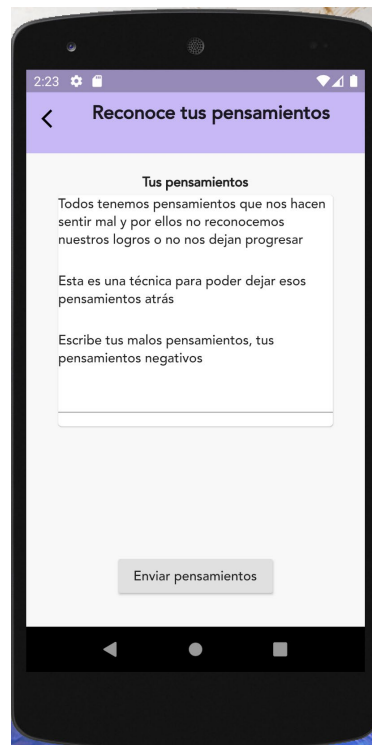 2:23
Reconoce tus pensamientos
Tus pensamientos
Todos tenemos pensamientos que nos hacen
sentir mal y por ellos no reconocemos
nuestros logros o no nos dejan progresar
Esta es una técnica para poder dejar esos
pensamientos atrás
Escribe tus malos pensamientos, tus
pensamientos negativos
Enviar pensamientos